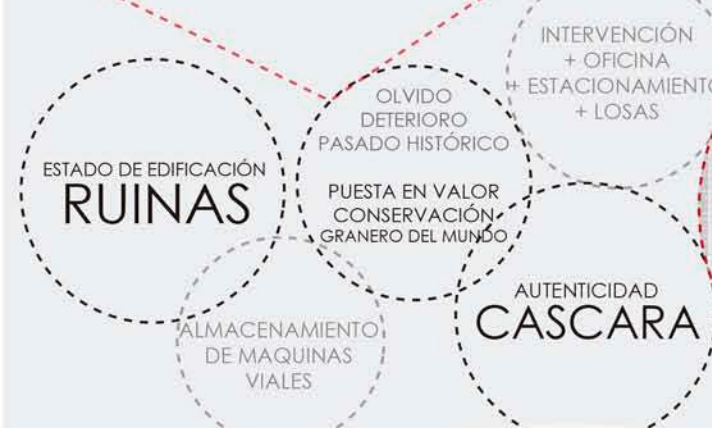 INTERVENCIÓN
+ OFICINA
+ ESTACIONAMIENTO
+ LOSAS
OLVIDO
DETERIORO
PASADO HISTÓRICO
PUESTA EN VALOR
CONSERVACIÓN
GRANERO DEL MUNDO
ESTADO DE EDIFICACIÓN
RUINAS
AUTENTICIDAD
CASCARA
ALMACENAMIENTO
DE MAQUINAS
VIALES